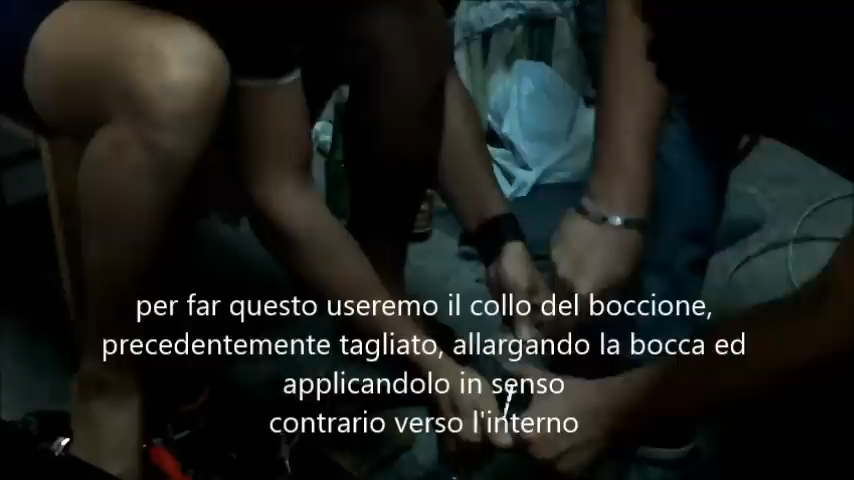 per far questo useremo il collo del boccione,
precedentemente tagliato, allargando la bocca ed
applicandolo in senso
contrario verso l'interno